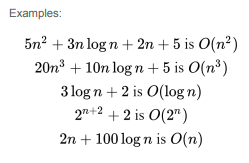 Examples:
5n² + 3n log n + 2n + 5 is O(n²)
20n³ + 10n log n + 5 is O(n³)
3 log n + 2 is O(log n)
2ⁿ⁺² + 2 is O(2ⁿ)
2n + 100 log n is O(n)